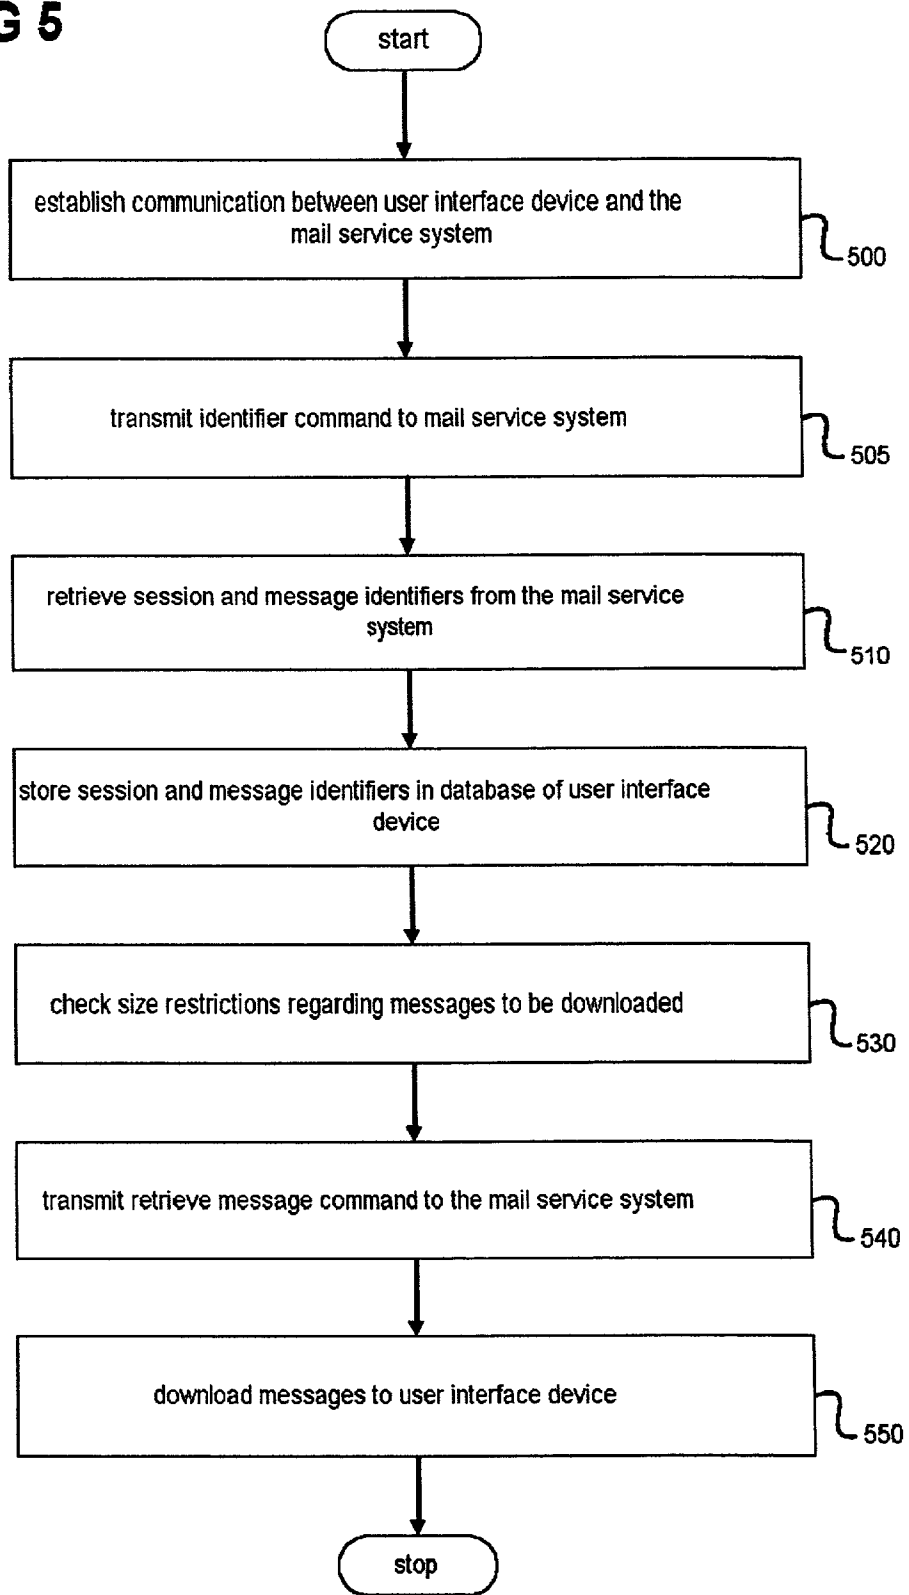 G 5
start
establish communication between user interface device and the
mail service system
500
transmit identifier command to mail service system
505
retrieve session and message identifiers from the mail service
system
510
store session and message identifiers in database of user interface
device
520
check size restrictions regarding messages to be downloaded
530
transmit retrieve message command to the mail service system
540
download messages to user interface device
550
stop